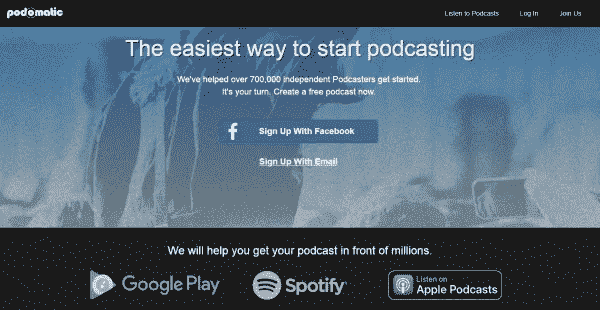 podomatic
Listen to Podcasts
Log In
Join Us
The easiest way to start podcasting
We've helped over 700,000 independent Podcasters get started.
It's your turn. Create a free podcast now.
Sign Up With Facebook
Sign Up With Email
We will help you get your podcast in front of millions.
Google Play
Spotify
Listen on
Apple Podcasts